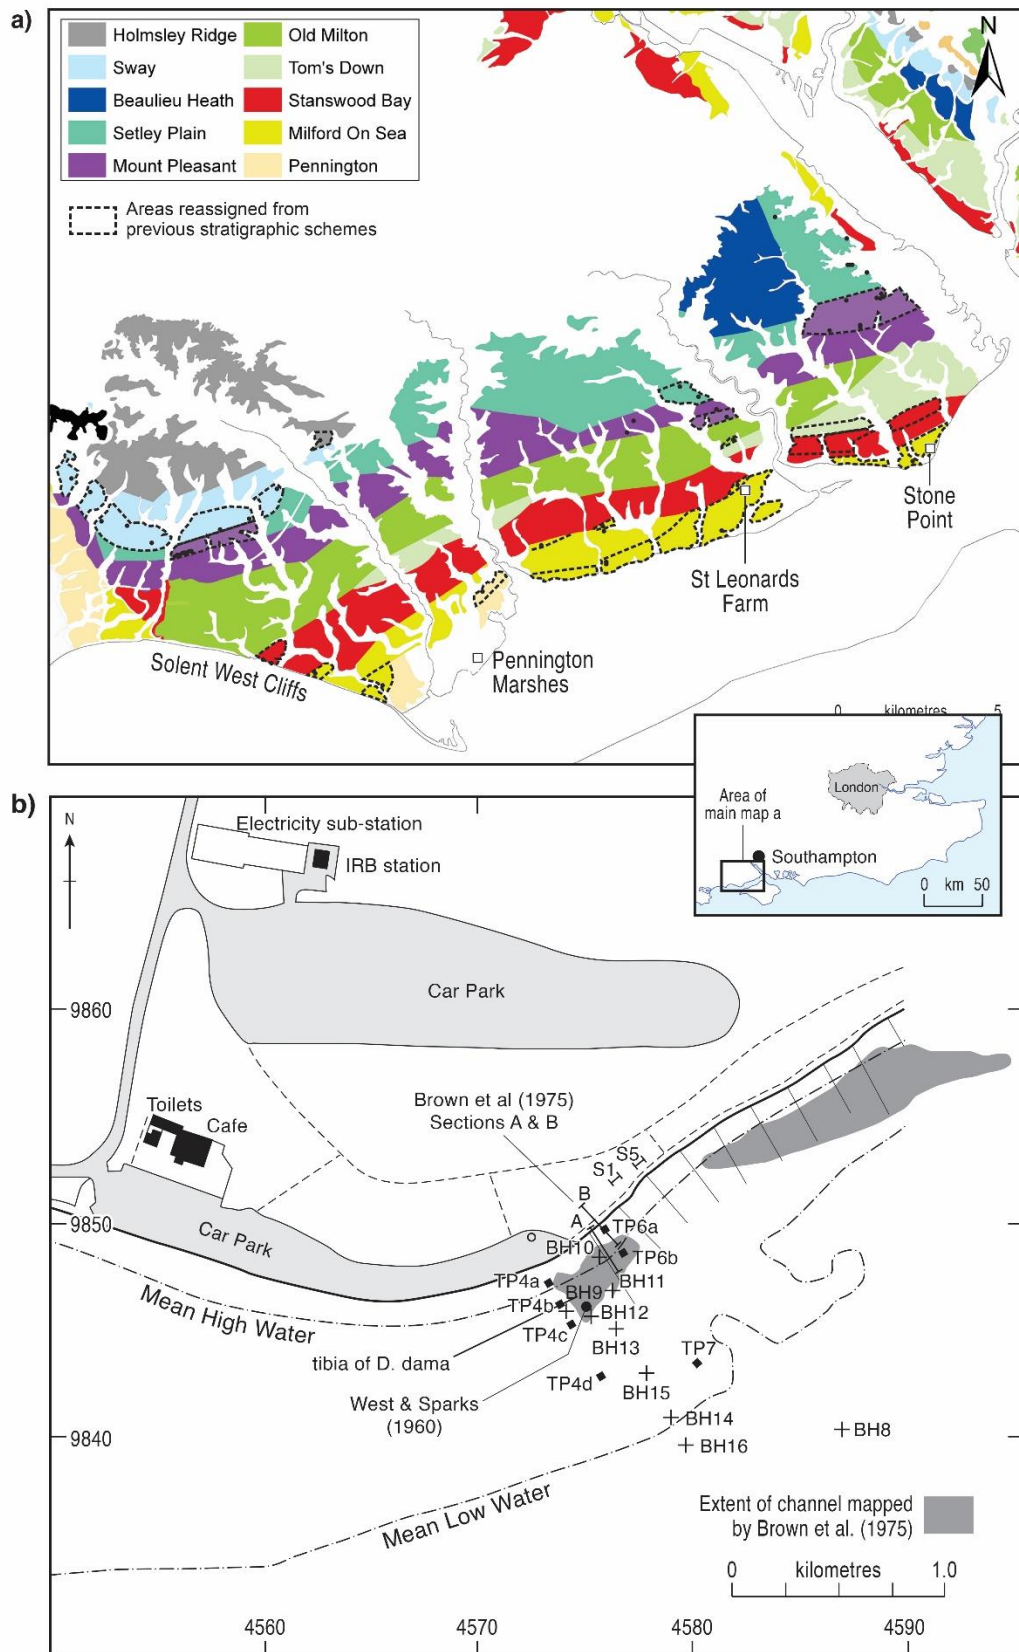 a)
Holmsley Ridge
Sway
Beaulieu Heath
Setley Plain
Mount Pleasant
Old Milton
Tom's Down
Stanswood Bay
Milford On Sea
Pennington
Areas reassigned from
previous stratigraphic schemes
N
Stone
Point
St Leonards
Farm
Pennington
Marshes
Solent West Cliffs
0 kilometres 5
London
Area of
main map a
Southampton
0 km 50
b)
N
Electricity sub-station
IRB station
Car Park
9860
Brown et al (1975)
Sections A & B
Toilets
Cafe
S5
S1
B
A
9850
Car Park
TP6a
BH10
TP6b
TP4a
BH11
BH9
TP4b
BH12
Mean High Water
TP4c
BH13
tibia of D. dama
TP7
TP4d
BH15
West & Sparks
(1960)
BH14
BH8
9840
BH16
Mean Low Water
Extent of channel mapped
by Brown et al. (1975)
0 kilometres 1.0
4560
4570
4580
4590